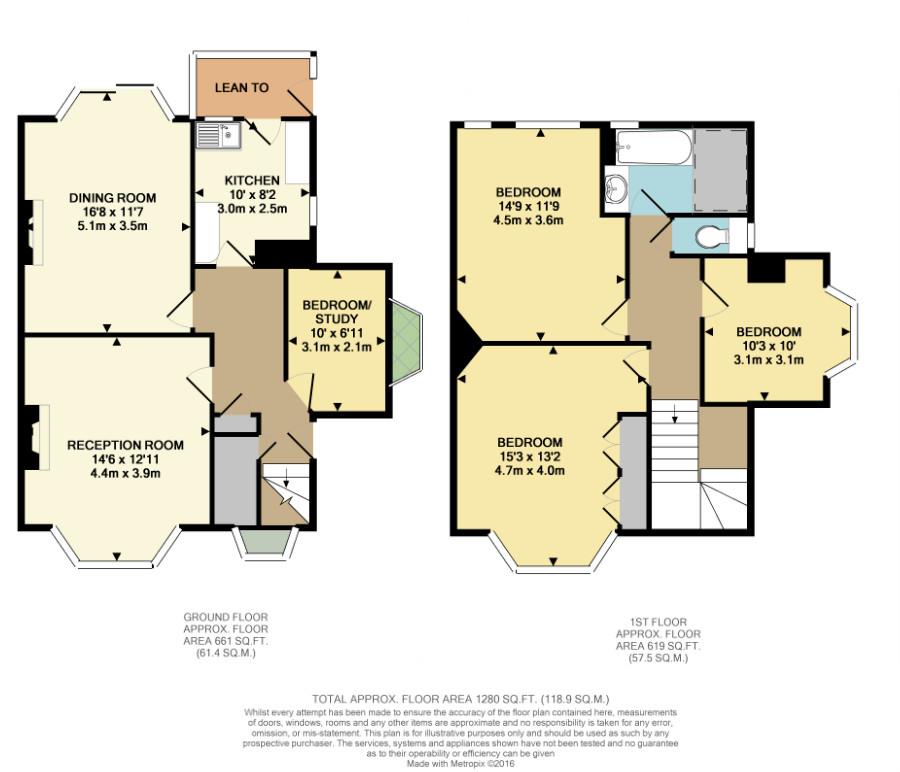 LEAN TO
DINING ROOM
16'8 x 11'7
5.1m x 3.5m
KITCHEN
10' x 8'2
3.0m x 2.5m
BEDROOM/
STUDY
10' x 6'11
3.1m x 2.1m
RECEPTION ROOM
14'6 x 12'11
4.4m x 3.9m
BEDROOM
14'9 x 11'9
4.5m x 3.6m
BEDROOM
10'3 x 10'
3.1m x 3.1m
BEDROOM
15'3 x 13'2
4.7m x 4.0m
GROUND FLOOR
APPROX. FLOOR
AREA 661 SQ.FT.
(61.4 SQ.M.)
1ST FLOOR
APPROX. FLOOR
AREA 619 SQ.FT.
(57.5 SQ.M.)
TOTAL APPROX. FLOOR AREA 1280 SQ.FT. (118.9 SQ.M.)
Whilst every attempt has been made to ensure the accuracy of the floor plan contained here, measurements
of doors, windows, rooms and any other items are approximate and no responsibility is taken for any error,
omission, or mis-statement. This plan is for illustrative purposes only and should be used as such by any
prospective purchaser. The services, systems and appliances shown have not been tested and no guarantee
as to their operability or efficiency can be given
Made with Metropix ©2016